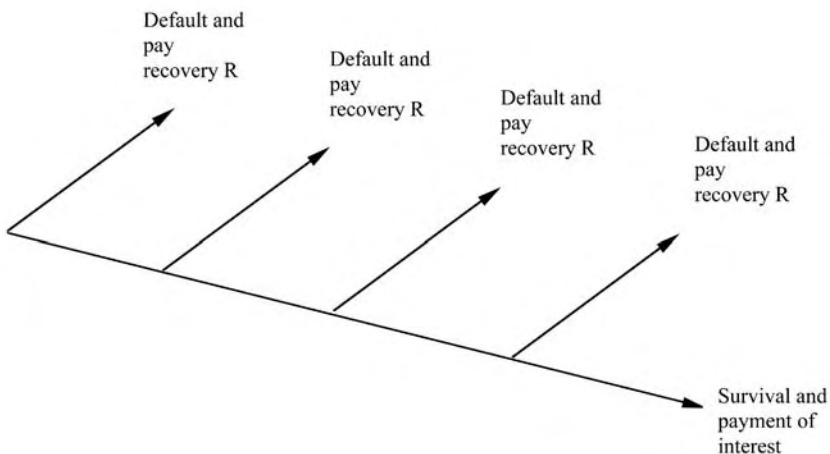 Default and
pay
recovery R
Default and
pay
recovery R
Default and
pay
recovery R
Default and
pay
recovery R
Survival and
payment of
interest